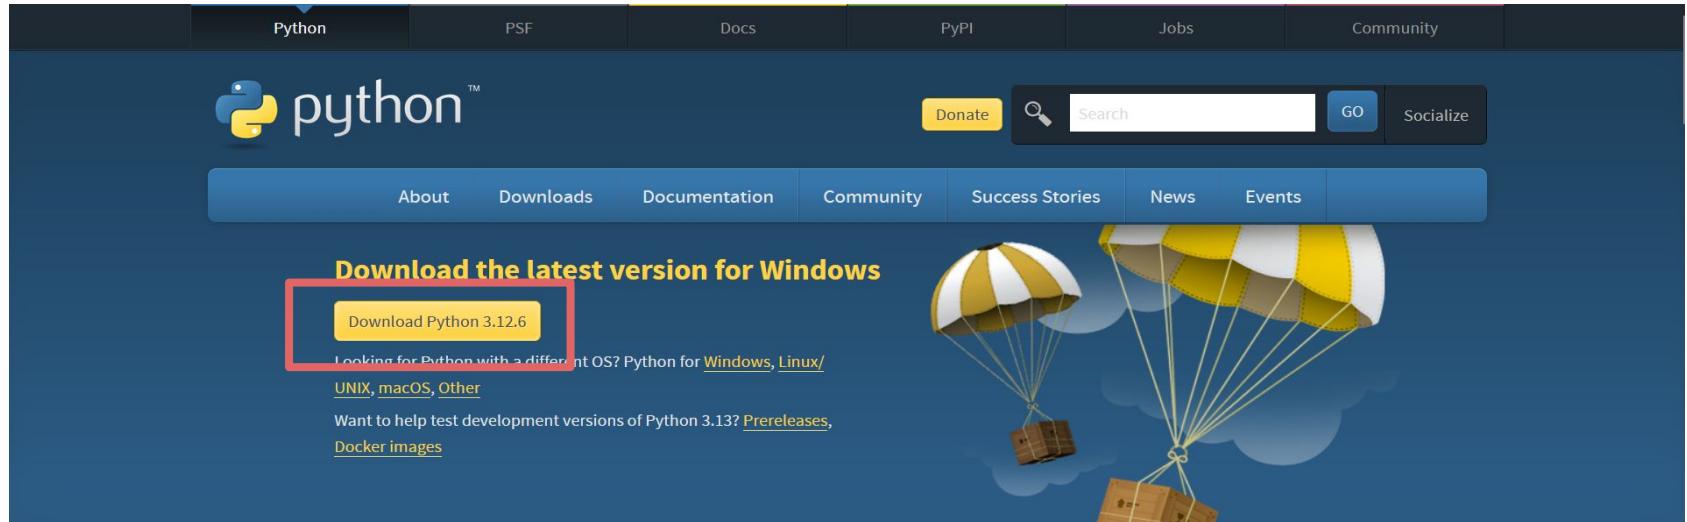 Python PSF Docs PyPI Jobs Community
python™
Donate Search GO Socialize
About Downloads Documentation Community Success Stories News Events
Download the latest version for Windows
Download Python 3.12.6
Looking for Python with a different OS? Python for Windows, Linux/
UNIX, macOS, Other
Want to help test development versions of Python 3.13? Prereleases,
Docker images